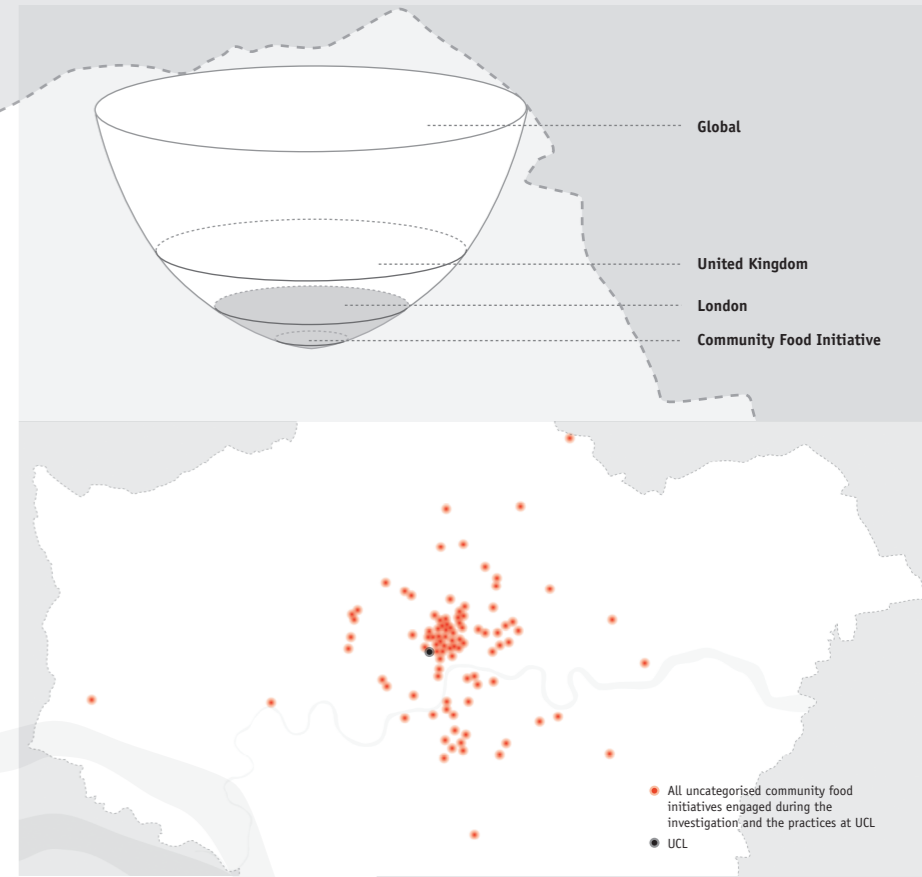 Global
United Kingdom
London
Community Food Initiative
All uncategorised community food
initiatives engaged during the
investigation and the practices at UCL
UCL